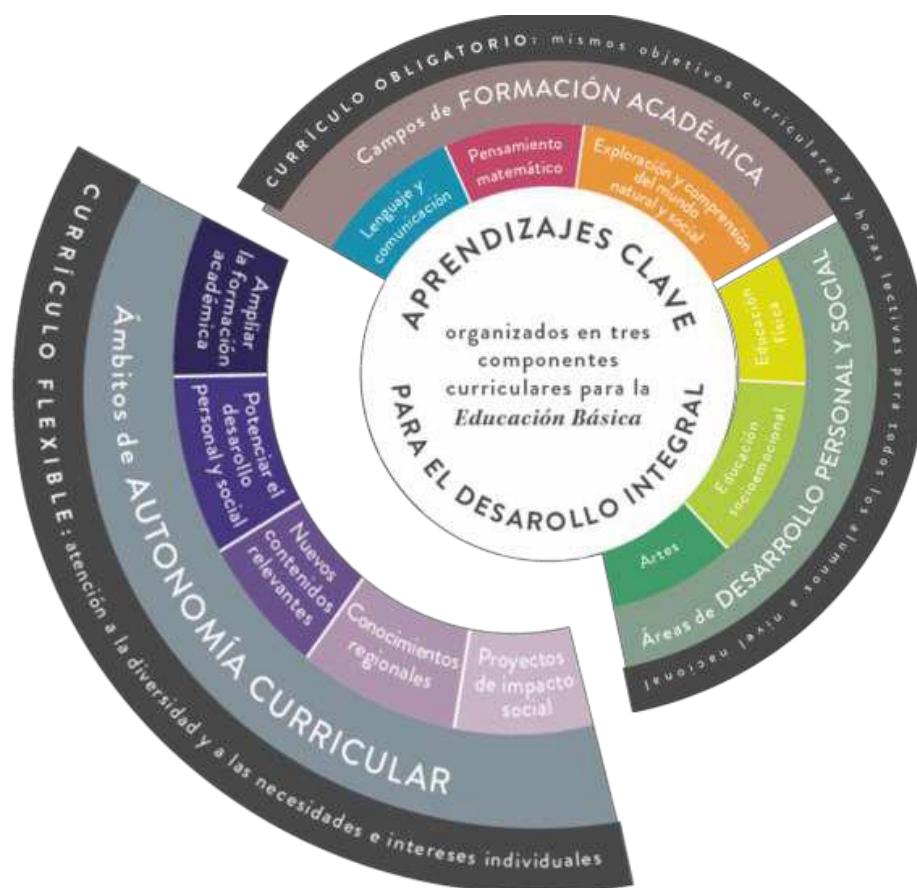 CURRÍCULO OBLIGATORIO: mismos objetivos curriculares y horas lectivas para todos los alumnos a nivel nacional
Campos de FORMACIÓN ACADÉMICA
Lenguaje y
comunicación
Pensamiento
matemático
Exploración y comprensión
del mundo
natural y social
Áreas de DESARROLLO PERSONAL Y SOCIAL
Educación
Física
Educación
socioemocional
Artes
APRENDIZAJES CLAVE
organizados en tres
componentes
curriculares para la
Educación Básica
PARA EL DESAROLLO INTEGRAL
CURRÍCULO FLEXIBLE: atención a la diversidad y a las necesidades e intereses individuales
Ámbitos de AUTONOMÍA CURRICULAR
Ampliar
la formación
académica
Potenciar el
desarollo
personal y social
Nuevos
contenidos
relevantes
Conocimientos
regionales
Proyectos
de impacto
social